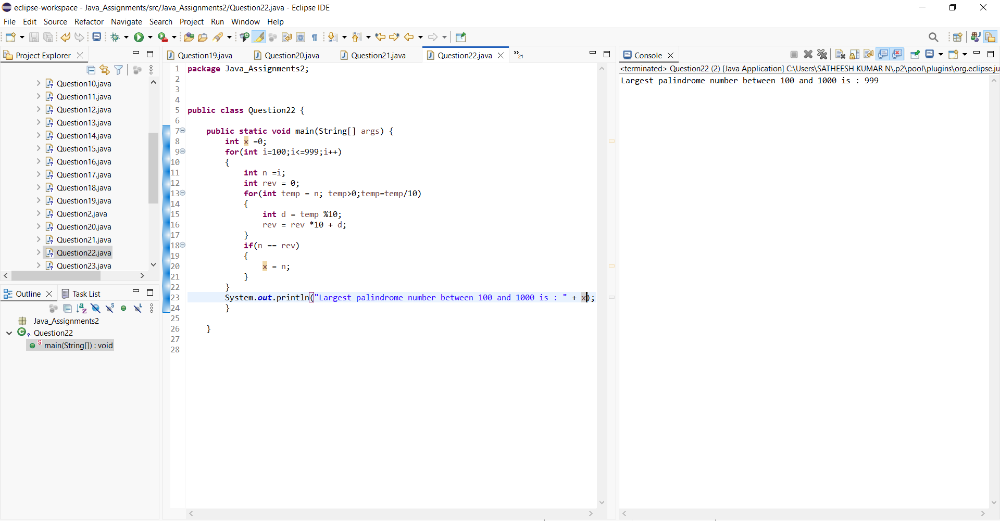 eclipse-workspace - Java_Assignments/src/Java_Assignments2/Question22.java - Eclipse IDE
File Edit Source Refactor Navigate Search Project Run Window Help
Project Explorer
Question10.java
Question11.java
Question12.java
Question13.java
Question14.java
Question15.java
Question16.java
Question17.java
Question18.java
Question19.java
Question2.java
Question20.java
Question21.java
Question22.java
Question23.java
Outline Task List
Java_Assignments2
Question22
main(String[]) : void
Question19.java Question20.java Question21.java Question22.java »21
1 package Java_Assignments2;
2
3
4
5 public class Question22 {
6
7 public static void main(String[] args) {
8 int x =0;
9 for(int i=100;i<=999;i++)
10 {
11 int n =i;
12 int rev = 0;
13 for(int temp = n; temp>0;temp=temp/10)
14 {
15 int d = temp %10;
16 rev = rev *10 + d;
17 }
18 if(n == rev)
19 {
20 x = n;
21 }
22 }
23 System.out.println("Largest palindrome number between 100 and 1000 is : " + x);
24 }
25
26 }
27
28
Console
<terminated> Question22 (2) [Java Application] C:\Users\SATHEESH KUMAR N\.p2\pool\plugins\org.eclipse.ju
Largest palindrome number between 100 and 1000 is : 999